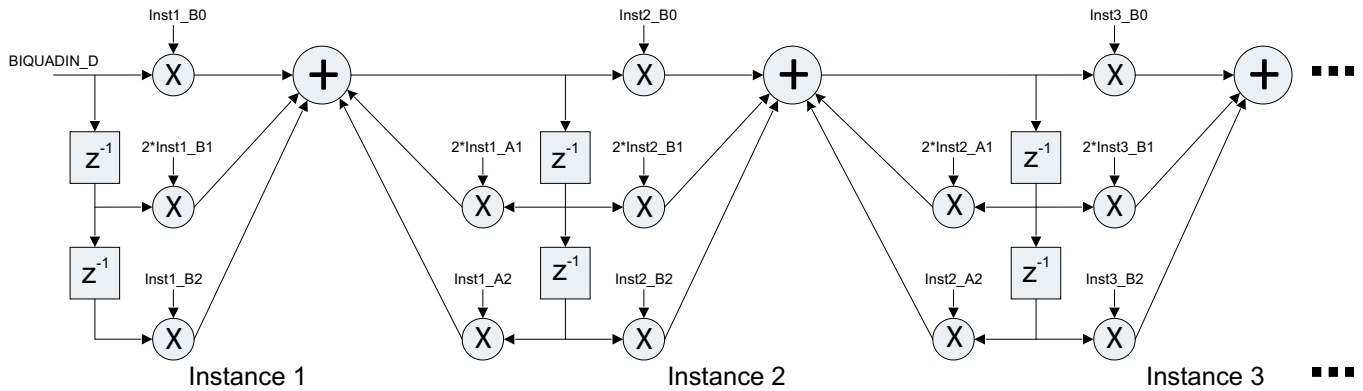 Inst1_B0
Inst2_B0
Inst3_B0
BIQUADIN_D
X
+
X
+
X
+
z-1
2*Inst1_B1
2*Inst1_A1
z-1
2*Inst2_B1
2*Inst2_A1
z-1
2*Inst3_B1
X
X
X
X
X
z-1
Inst1_B2
Inst1_A2
z-1
Inst2_B2
Inst2_A2
z-1
Inst3_B2
X
X
X
X
X
Instance 1
Instance 2
Instance 3